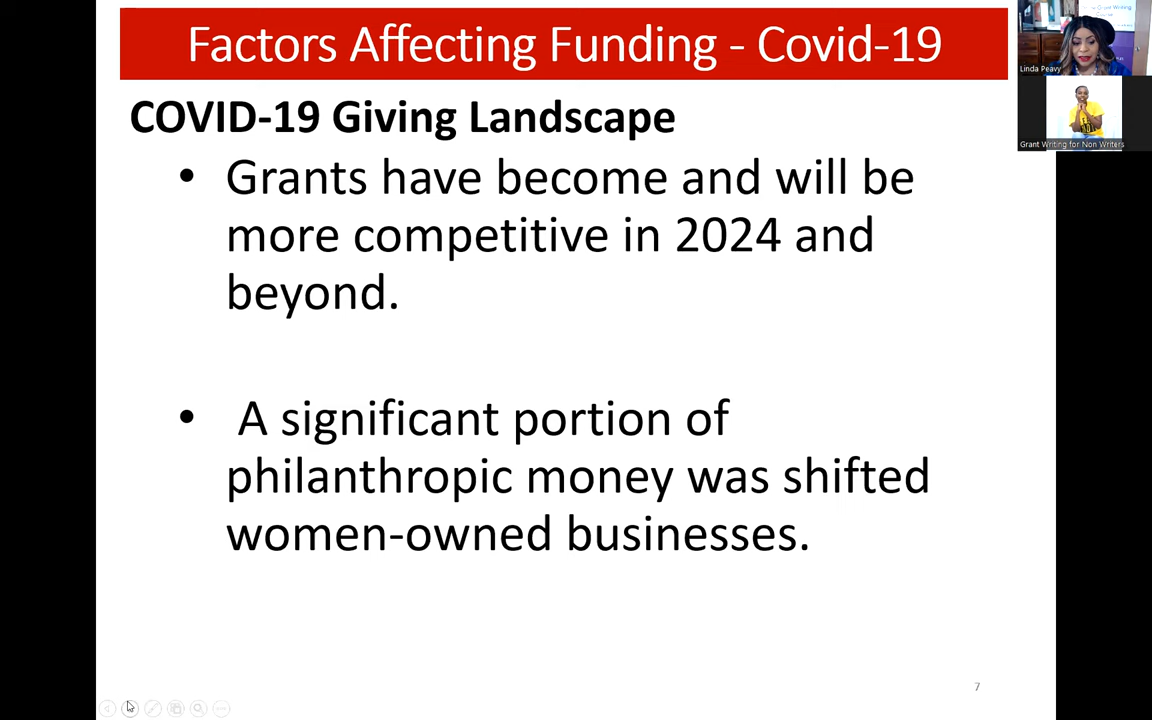 Factors Affecting Funding - Covid-19
COVID-19 Giving Landscape
• Grants have become and will be
more competitive in 2024 and
beyond.
• A significant portion of
philanthropic money was shifted
women-owned businesses.
7
Grant Writing
Linda Peavy
Grant Writing for Non Writers